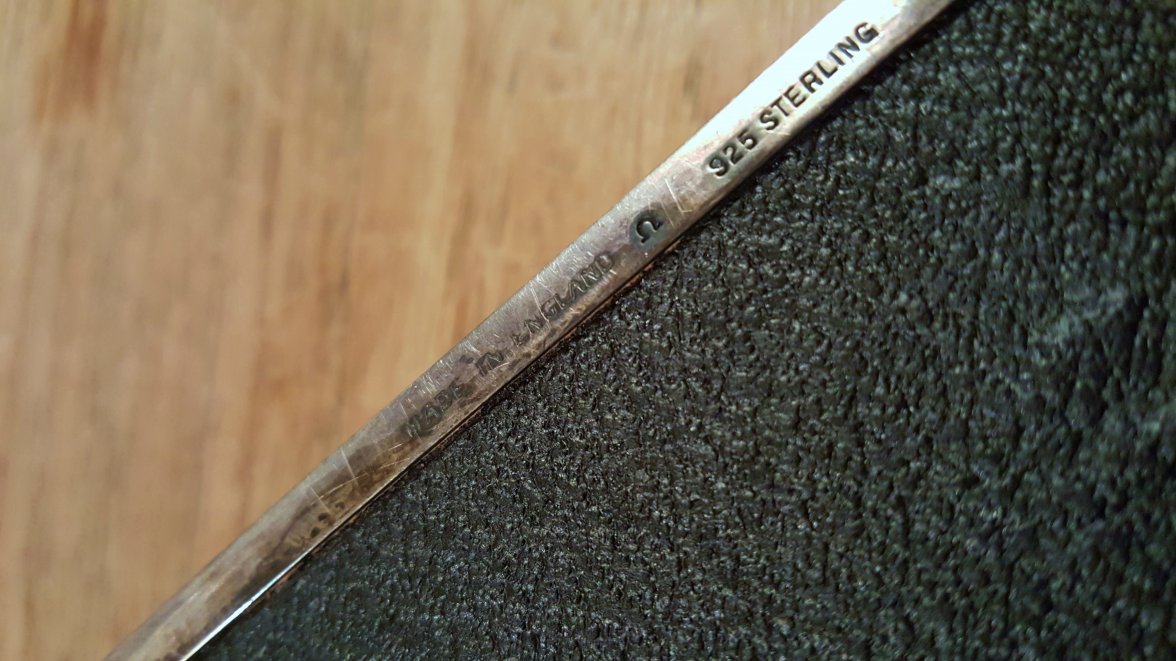 MADE IN ENGLAND Ω 925 STERLING